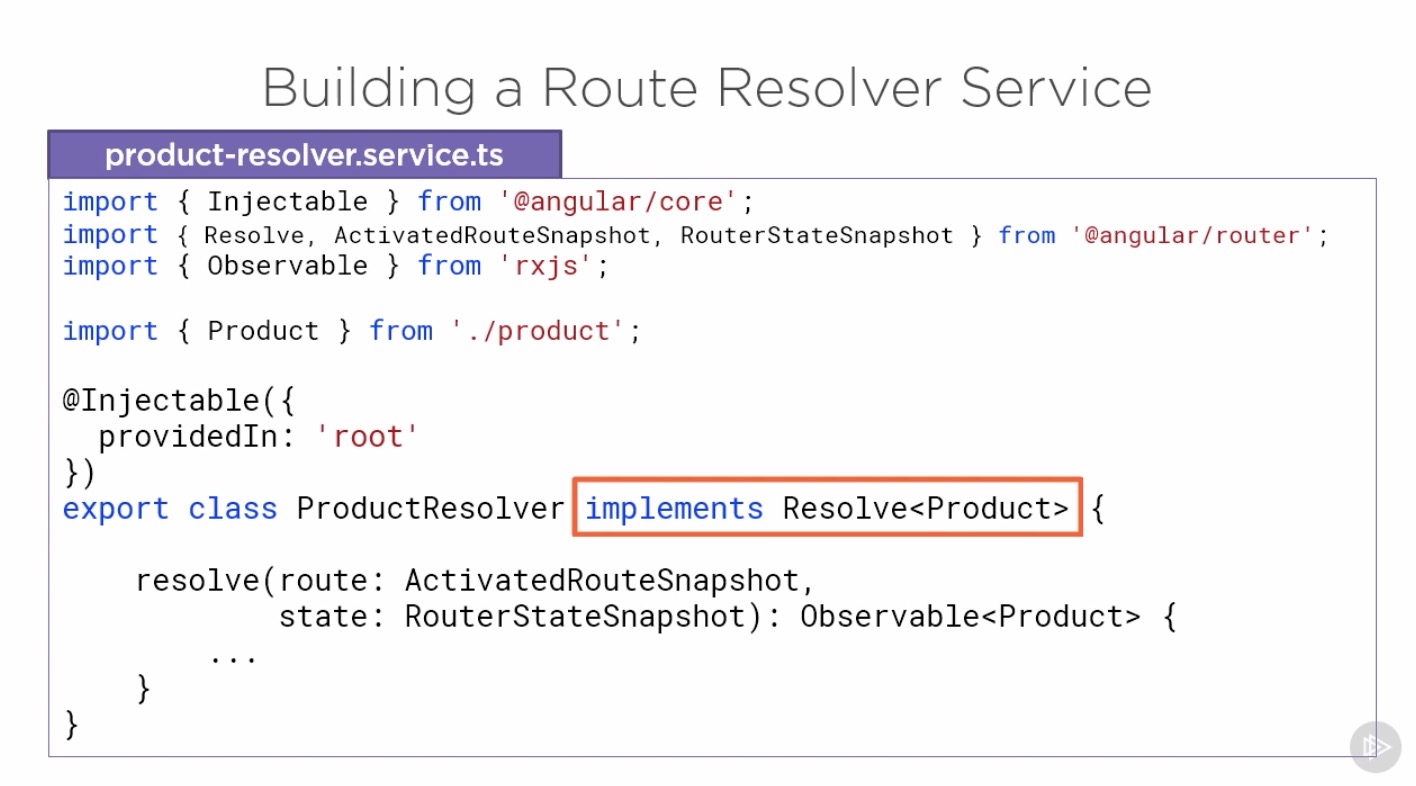 Building a Route Resolver Service
product-resolver.service.ts
import { Injectable } from '@angular/core';
import { Resolve, ActivatedRouteSnapshot, RouterStateSnapshot } from '@angular/router';
import { Observable } from 'rxjs';
import { Product } from './product';
@Injectable({
  providedIn: 'root'
})
export class ProductResolver implements Resolve<Product> {
    resolve(route: ActivatedRouteSnapshot,
            state: RouterStateSnapshot): Observable<Product> {
        ...
    }
}